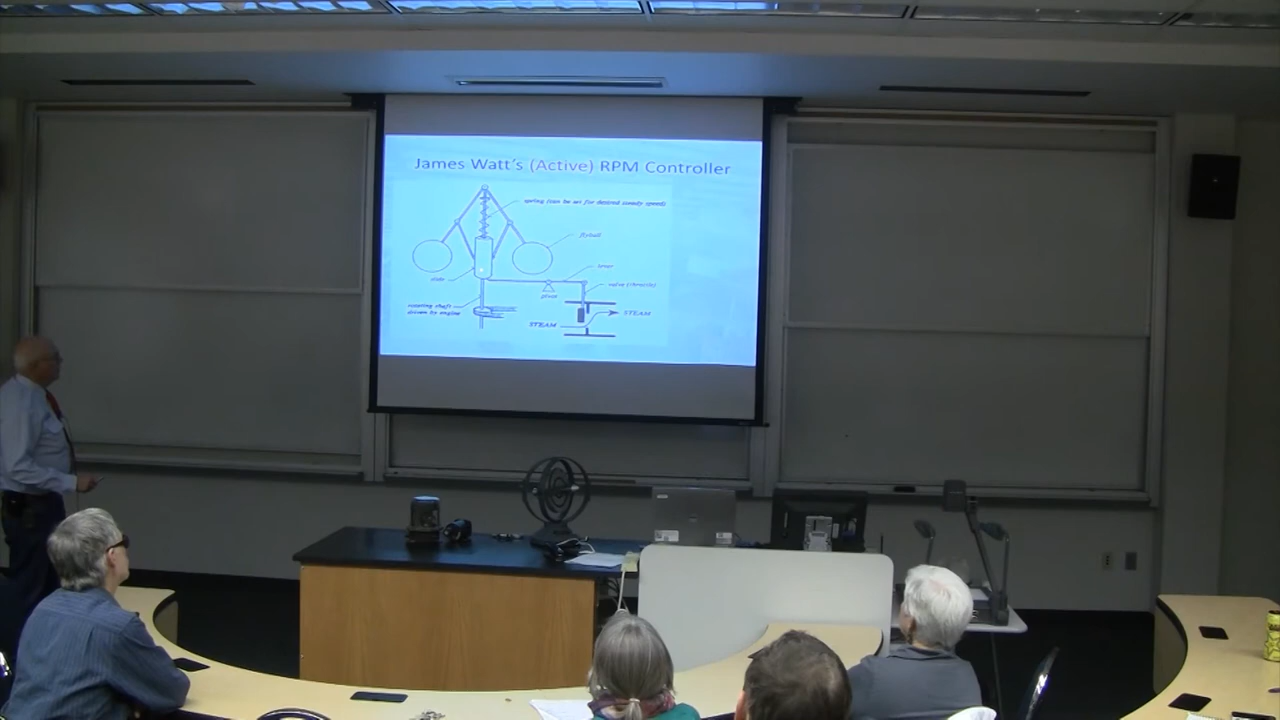 James Watt's (Active) RPM Controller
spring (can be set for desired steady speed)
flyball
lever
slide
valve (throttle)
pivot
rotating shaft
driven by engine
STEAM
STEAM